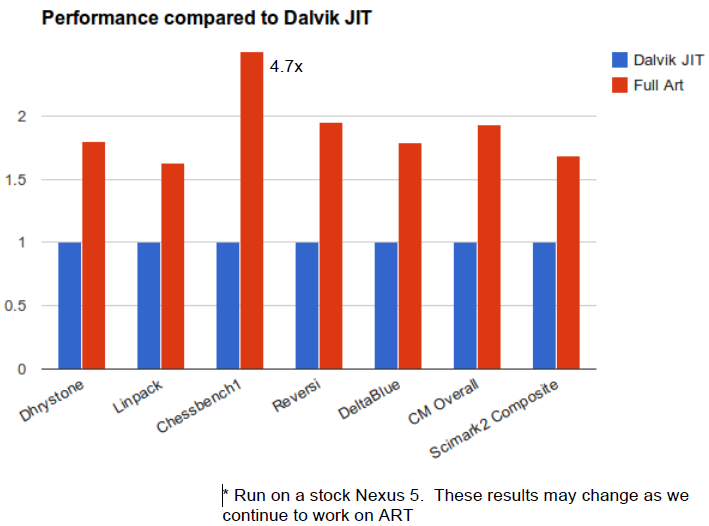 Performance compared to Dalvik JIT
4.7x
Dalvik JIT
Full Art
2
1.5
1
0.5
0
Dhrystone
Linpack
Chessbench1
Reversi
DeltaBlue
CM Overall
Scimark2 Composite
* Run on a stock Nexus 5.  These results may change as we
continue to work on ART